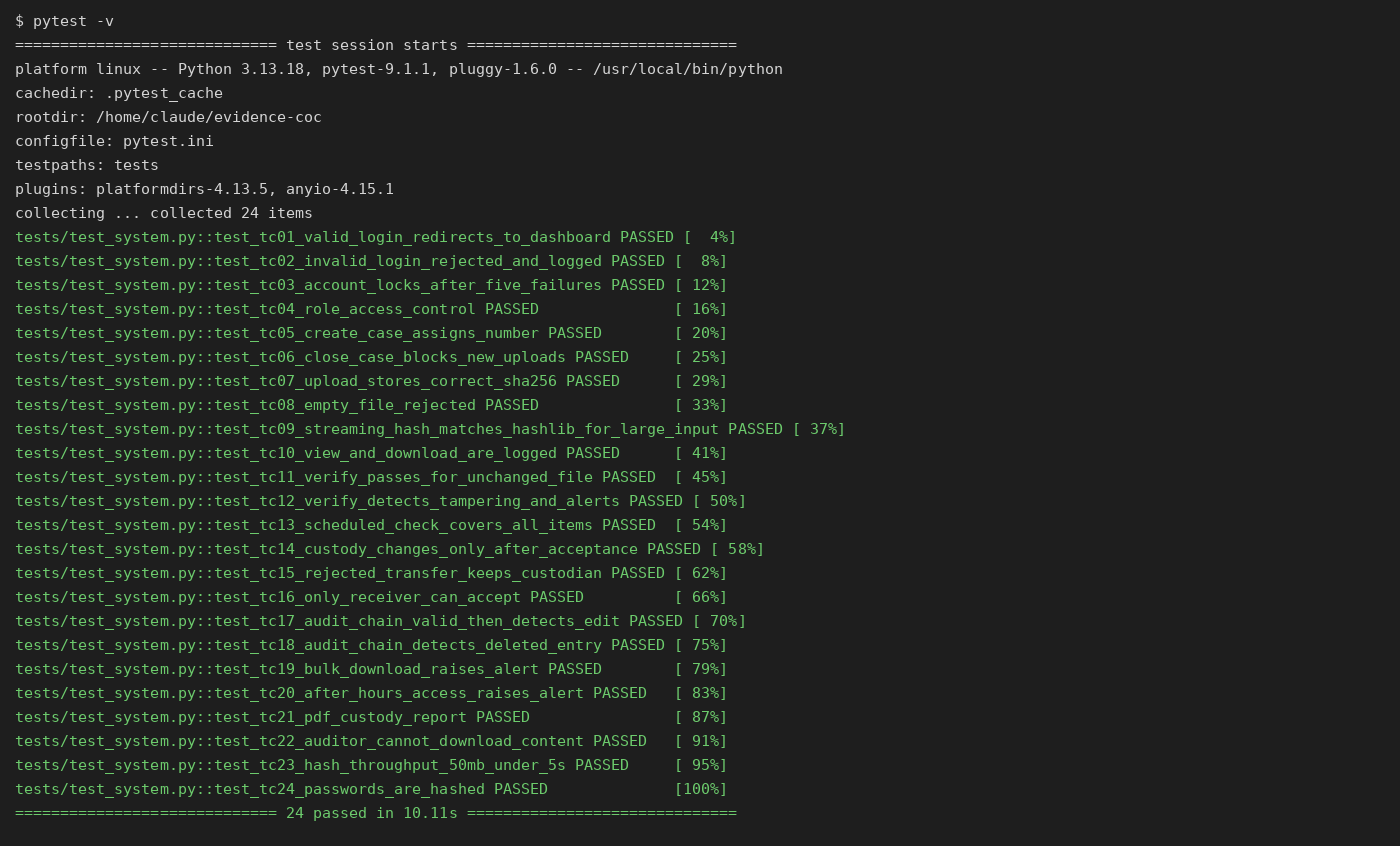 $ pytest -v
============================= test session starts ==============================
platform linux -- Python 3.13.18, pytest-9.1.1, pluggy-1.6.0 -- /usr/local/bin/python
cachedir: .pytest_cache
rootdir: /home/claude/evidence-coc
configfile: pytest.ini
testpaths: tests
plugins: platformdirs-4.13.5, anyio-4.15.1
collecting ... collected 24 items
tests/test_system.py::test_tc01_valid_login_redirects_to_dashboard PASSED [  4%]
tests/test_system.py::test_tc02_invalid_login_rejected_and_logged PASSED [  8%]
tests/test_system.py::test_tc03_account_locks_after_five_failures PASSED [ 12%]
tests/test_system.py::test_tc04_role_access_control PASSED               [ 16%]
tests/test_system.py::test_tc05_create_case_assigns_number PASSED        [ 20%]
tests/test_system.py::test_tc06_close_case_blocks_new_uploads PASSED     [ 25%]
tests/test_system.py::test_tc07_upload_stores_correct_sha256 PASSED      [ 29%]
tests/test_system.py::test_tc08_empty_file_rejected PASSED               [ 33%]
tests/test_system.py::test_tc09_streaming_hash_matches_hashlib_for_large_input PASSED [ 37%]
tests/test_system.py::test_tc10_view_and_download_are_logged PASSED      [ 41%]
tests/test_system.py::test_tc11_verify_passes_for_unchanged_file PASSED  [ 45%]
tests/test_system.py::test_tc12_verify_detects_tampering_and_alerts PASSED [ 50%]
tests/test_system.py::test_tc13_scheduled_check_covers_all_items PASSED  [ 54%]
tests/test_system.py::test_tc14_custody_changes_only_after_acceptance PASSED [ 58%]
tests/test_system.py::test_tc15_rejected_transfer_keeps_custodian PASSED [ 62%]
tests/test_system.py::test_tc16_only_receiver_can_accept PASSED          [ 66%]
tests/test_system.py::test_tc17_audit_chain_valid_then_detects_edit PASSED [ 70%]
tests/test_system.py::test_tc18_audit_chain_detects_deleted_entry PASSED [ 75%]
tests/test_system.py::test_tc19_bulk_download_raises_alert PASSED        [ 79%]
tests/test_system.py::test_tc20_after_hours_access_raises_alert PASSED   [ 83%]
tests/test_system.py::test_tc21_pdf_custody_report PASSED                [ 87%]
tests/test_system.py::test_tc22_auditor_cannot_download_content PASSED   [ 91%]
tests/test_system.py::test_tc23_hash_throughput_50mb_under_5s PASSED     [ 95%]
tests/test_system.py::test_tc24_passwords_are_hashed PASSED              [100%]
============================= 24 passed in 10.11s ==============================